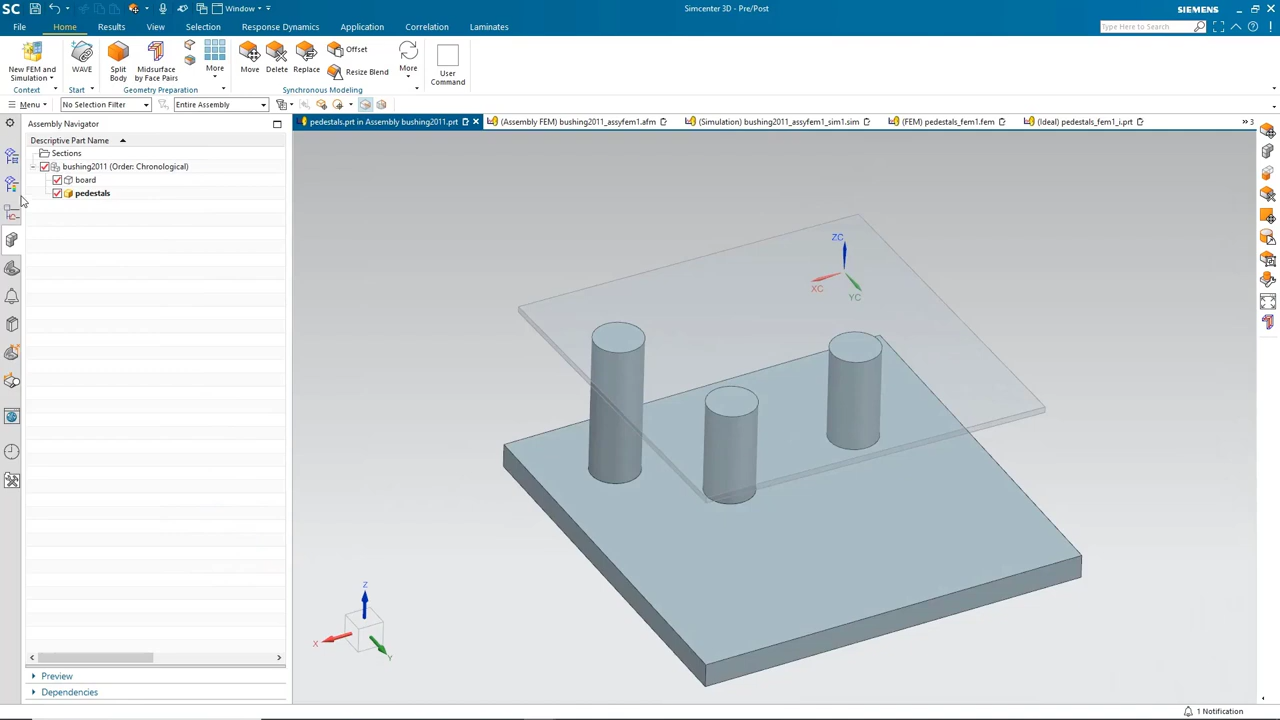 SC
Window
Simcenter 3D - Pre/Post
SIEMENS
File
Home
Results
View
Selection
Response Dynamics
Application
Correlation
Laminates
Type Here to Search
New FEM and
Simulation
WAVE
Split
Body
Midsurface
by Face Pairs
More
Move
Delete
Replace
Offset
Resize Blend
More
User
Command
Context
Start
Geometry Preparation
Synchronous Modeling
Menu
No Selection Filter
Entire Assembly
Assembly Navigator
pedestals.prt in Assembly bushing2011.prt
(Assembly FEM) bushing2011_assyfem1.afm
(Simulation) bushing2011_assyfem1_sim1.sim
(FEM) pedestals_fem1.fem
(Ideal) pedestals_fem1_i.prt
3
Descriptive Part Name
Sections
bushing2011 (Order: Chronological)
board
pedestals
ZC
XC
YC
Z
X
Y
Preview
Dependencies
1 Notification